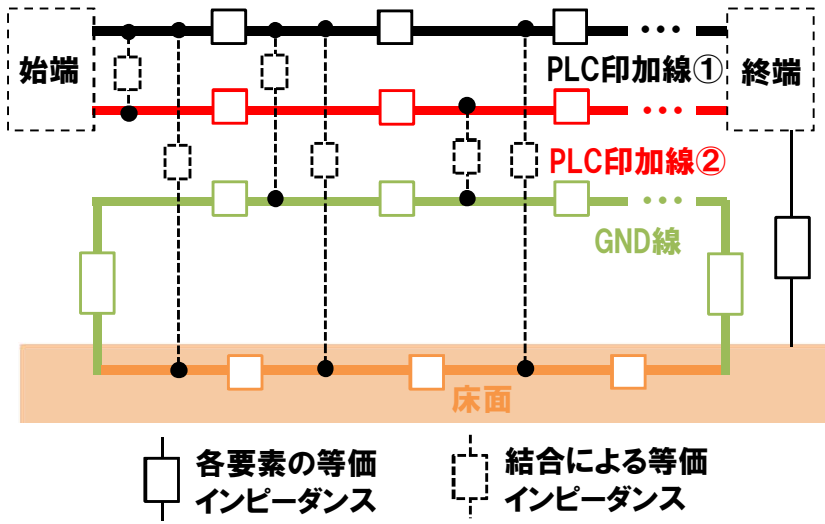 始端
PLC印加線①
終端
PLC印加線②
GND線
床面
各要素の等価
インピーダンス
結合による等価
インピーダンス